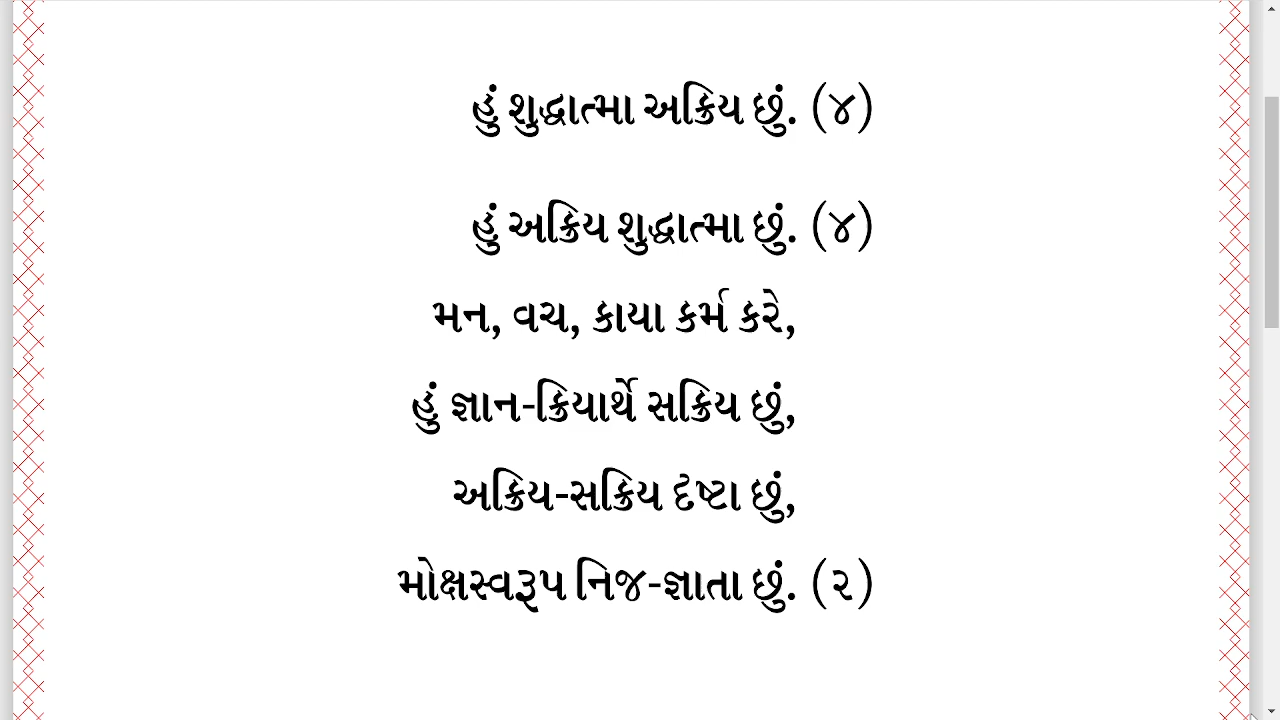 હું શુદ્ધાત્મા અક્રિય છું. (૪)
હું અક્રિય શુદ્ધાત્મા છું. (૪)
મન, વચ, કાયા કર્મ કરે,
હું જ્ઞાન-ક્રિયાર્થે સક્રિય છું,
અક્રિય-સક્રિય દૃષ્ટા છું,
મોક્ષસ્વરૂપ નિજ-જ્ઞાતા છું. (૨)